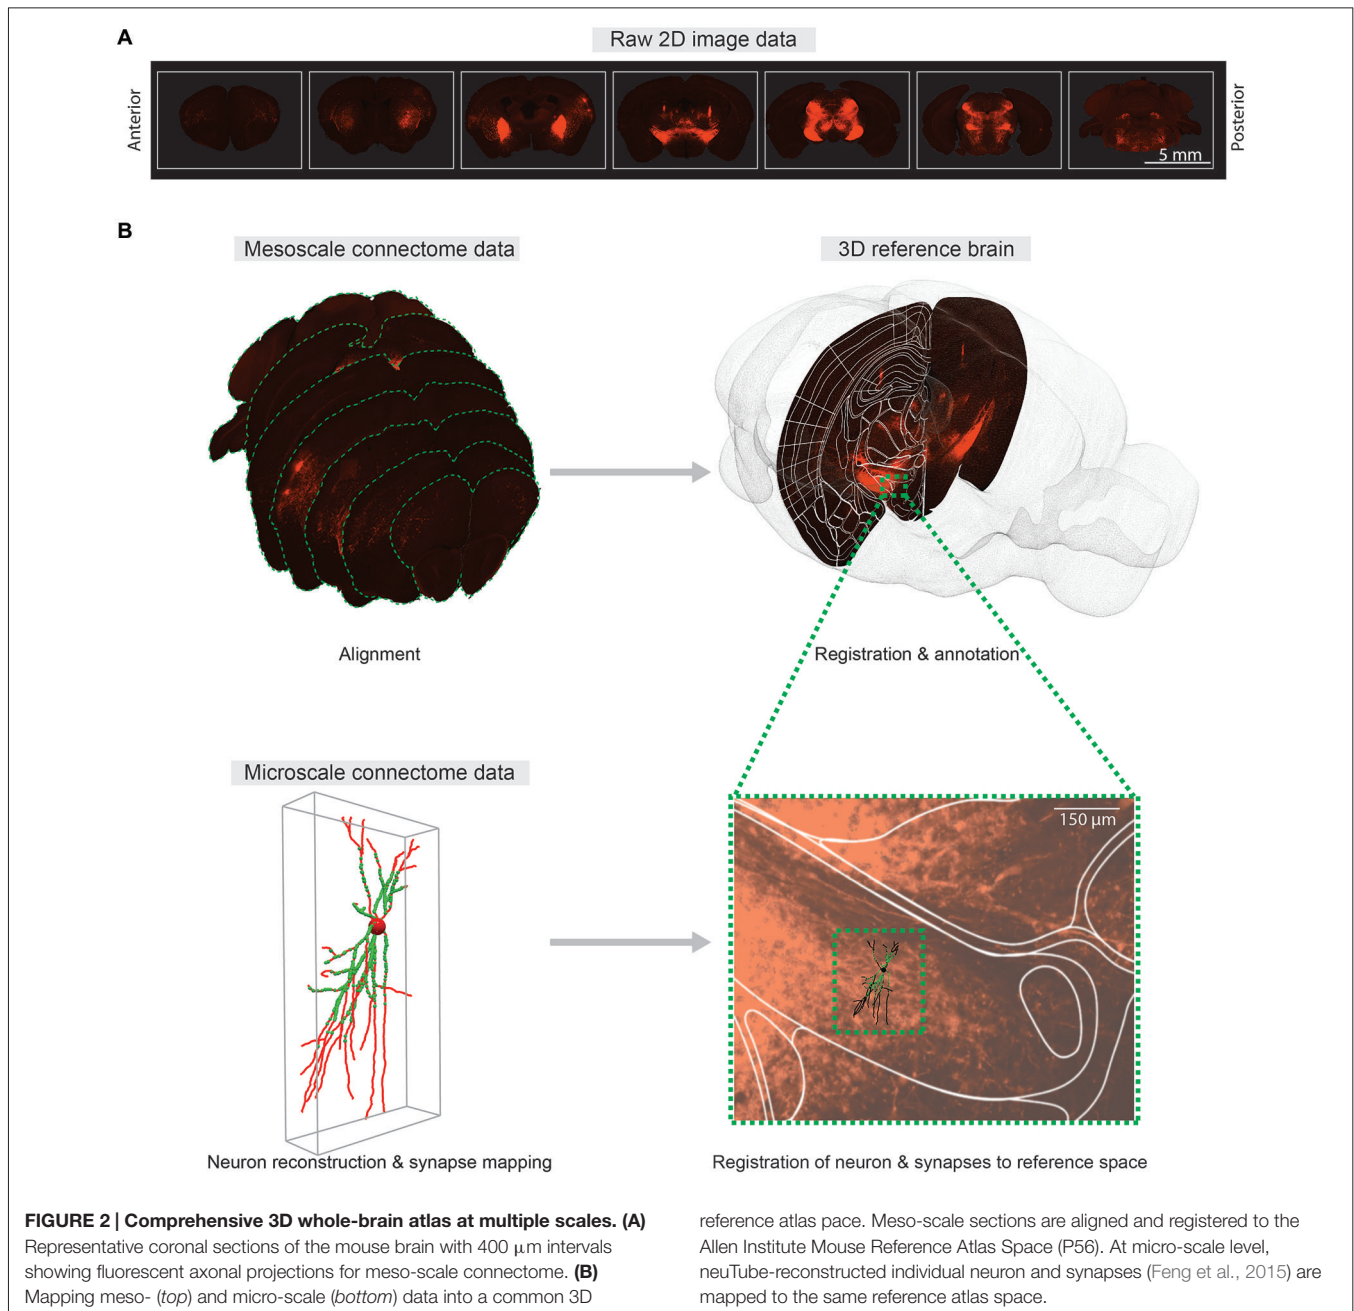 A
Raw 2D image data
Anterior
Posterior
5 mm
B
Mesoscale connectome data
3D reference brain
Alignment
Registration & annotation
Microscale connectome data
150 μm
Neuron reconstruction & synapse mapping
Registration of neuron & synapses to reference space
FIGURE 2 | Comprehensive 3D whole-brain atlas at multiple scales. (A)
Representative coronal sections of the mouse brain with 400 μm intervals
showing fluorescent axonal projections for meso-scale connectome. (B)
Mapping meso- (top) and micro-scale (bottom) data into a common 3D
reference atlas pace. Meso-scale sections are aligned and registered to the
Allen Institute Mouse Reference Atlas Space (P56). At micro-scale level,
neuTube-reconstructed individual neuron and synapses (Feng et al., 2015) are
mapped to the same reference atlas space.